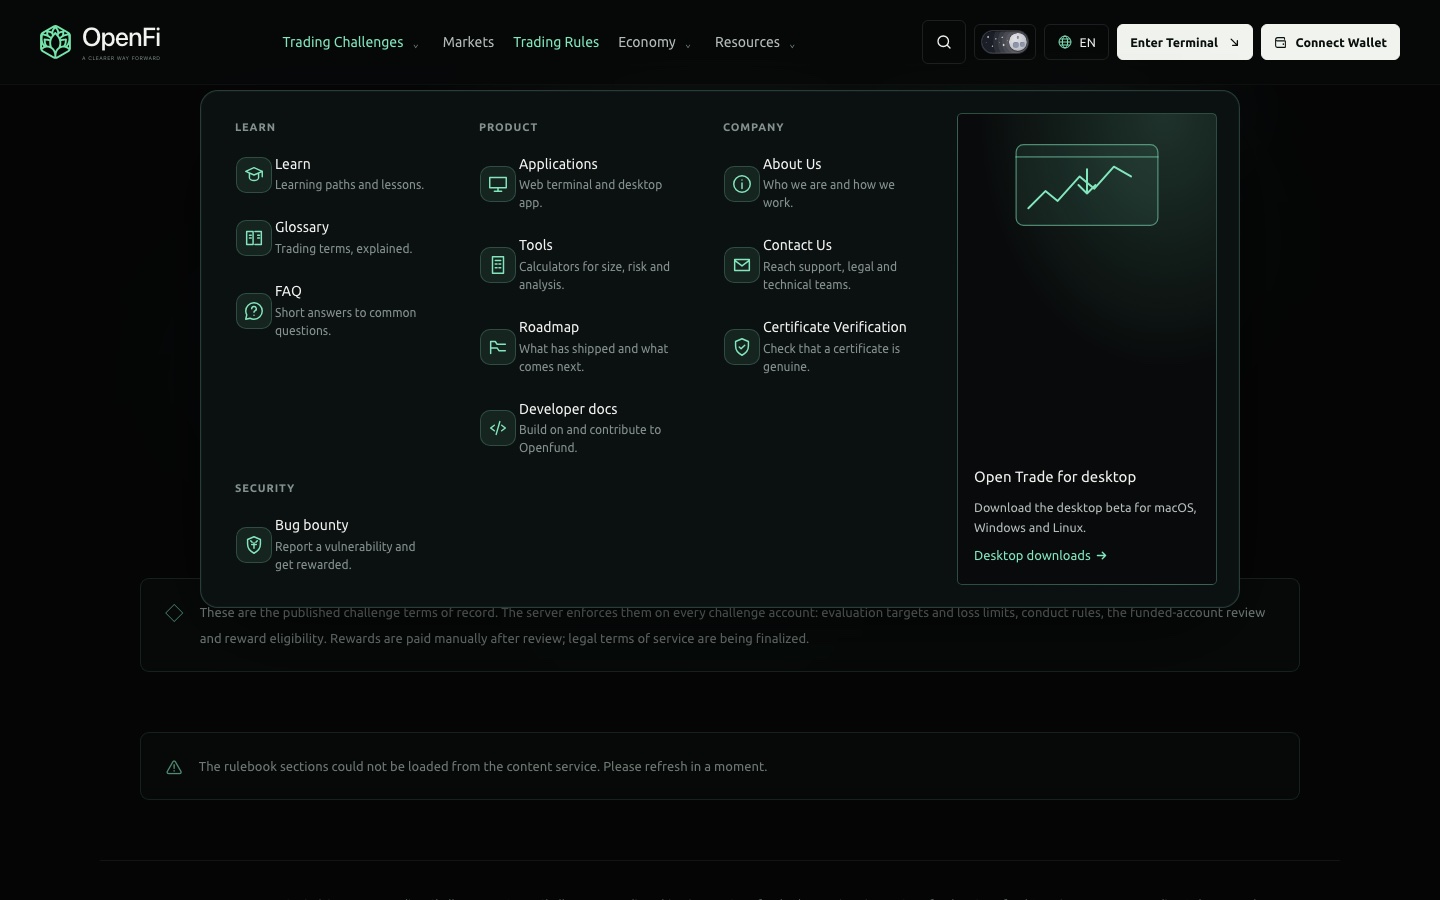 OpenFi
A CLEARER WAY FORWARD
Trading Challenges
Markets
Trading Rules
Economy
Resources
EN
Enter Terminal
Connect Wallet
LEARN
Learn
Learning paths and lessons.
Glossary
Trading terms, explained.
FAQ
Short answers to common
questions.
PRODUCT
Applications
Web terminal and desktop
app.
Tools
Calculators for size, risk and
analysis.
Roadmap
What has shipped and what
comes next.
Developer docs
Build on and contribute to
Openfund.
COMPANY
About Us
Who we are and how we
work.
Contact Us
Reach support, legal and
technical teams.
Certificate Verification
Check that a certificate is
genuine.
SECURITY
Bug bounty
Report a vulnerability and
get rewarded.
Open Trade for desktop
Download the desktop beta for macOS,
Windows and Linux.
Desktop downloads
These are the published challenge terms of record. The server enforces them on every challenge account: evaluation targets and loss limits, conduct rules, the funded-account review
and reward eligibility. Rewards are paid manually after review; legal terms of service are being finalized.
The rulebook sections could not be loaded from the content service. Please refresh in a moment.